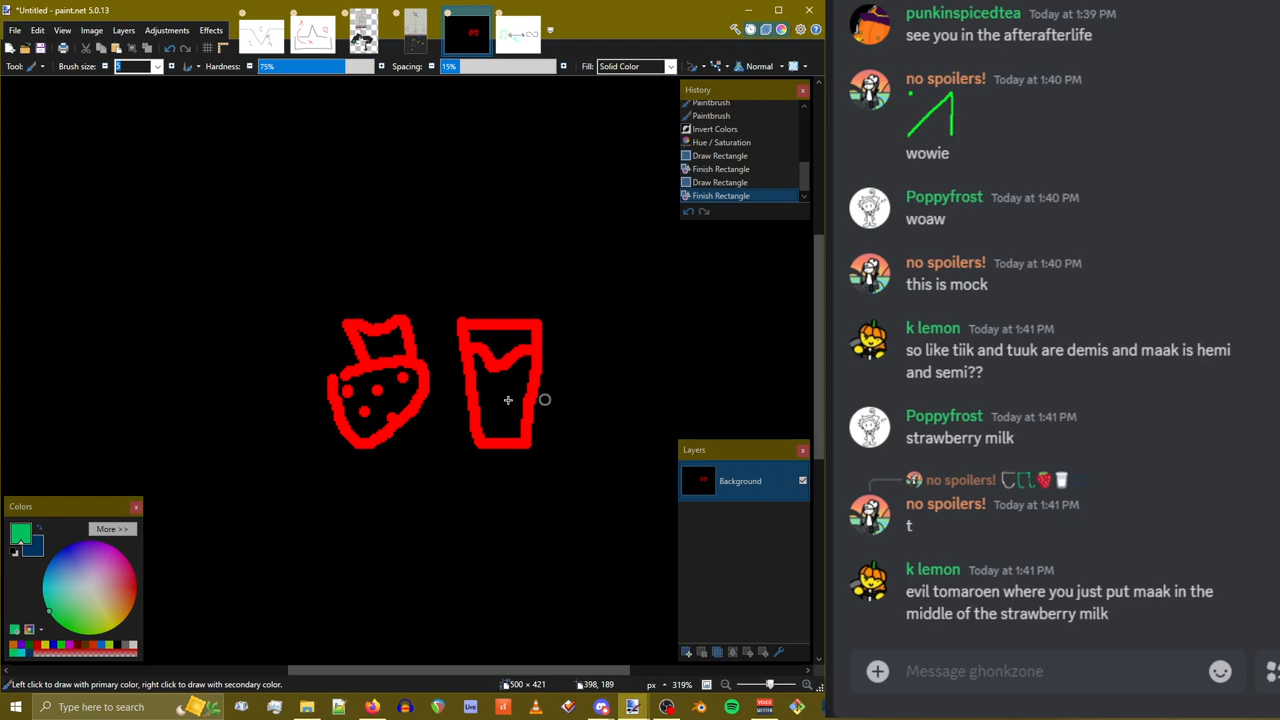 *Untitled - paint.net 5.0.13
File Edit View Image Layers Adjustments Effects
Tool: Brush size: 5 Hardness: 75% Spacing: 15% Fill: Solid Color Normal
History
Paintbrush
Paintbrush
Invert Colors
Hue / Saturation
Draw Rectangle
Finish Rectangle
Draw Rectangle
Finish Rectangle
Layers
Background
Colors
More >>
Left click to draw with primary color, right click to draw with secondary color.
500 × 421
398, 189
px
319%
Type here to search
punkinspicedtea Today at 1:39 PM
see you in the afterafterlife
no spoilers! Today at 1:40 PM
wowie
Poppyfrost Today at 1:40 PM
woaw
no spoilers! Today at 1:40 PM
this is mock
k lemon Today at 1:41 PM
so like tiik and tuuk are demis and maak is hemi
and semi??
Poppyfrost Today at 1:41 PM
strawberry milk
no spoilers!
no spoilers! Today at 1:41 PM
t
k lemon Today at 1:41 PM
evil tomaroen where you just put maak in the
middle of the strawberry milk
Message ghonkzone